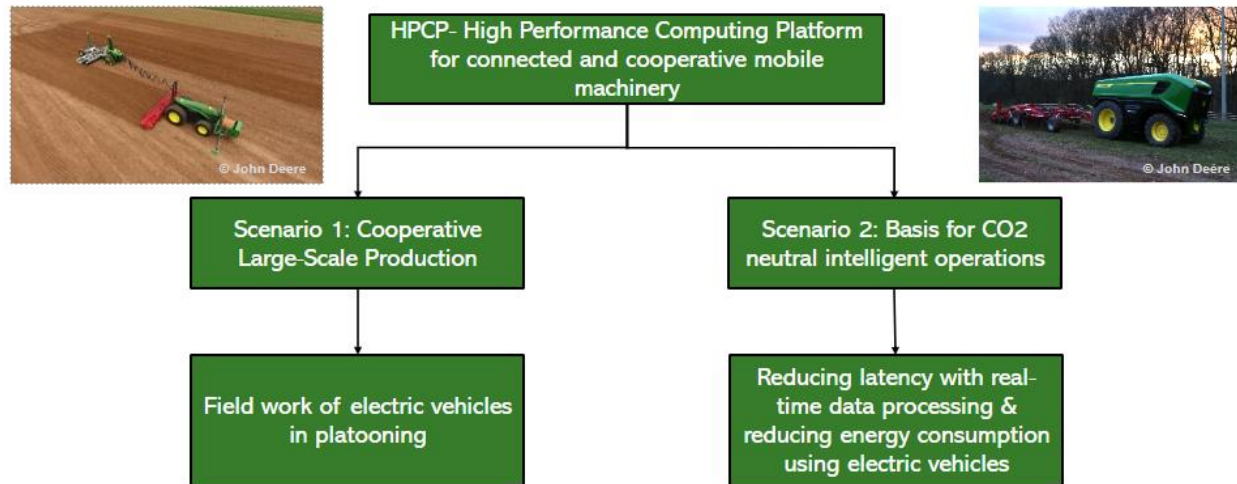 HPCP- High Performance Computing Platform
for connected and cooperative mobile
machinery
© John Deere
© John Deere
Scenario 1: Cooperative
Large-Scale Production
Scenario 2: Basis for CO2
neutral intelligent operations
Field work of electric vehicles
in platooning
Reducing latency with real-
time data processing &
reducing energy consumption
using electric vehicles